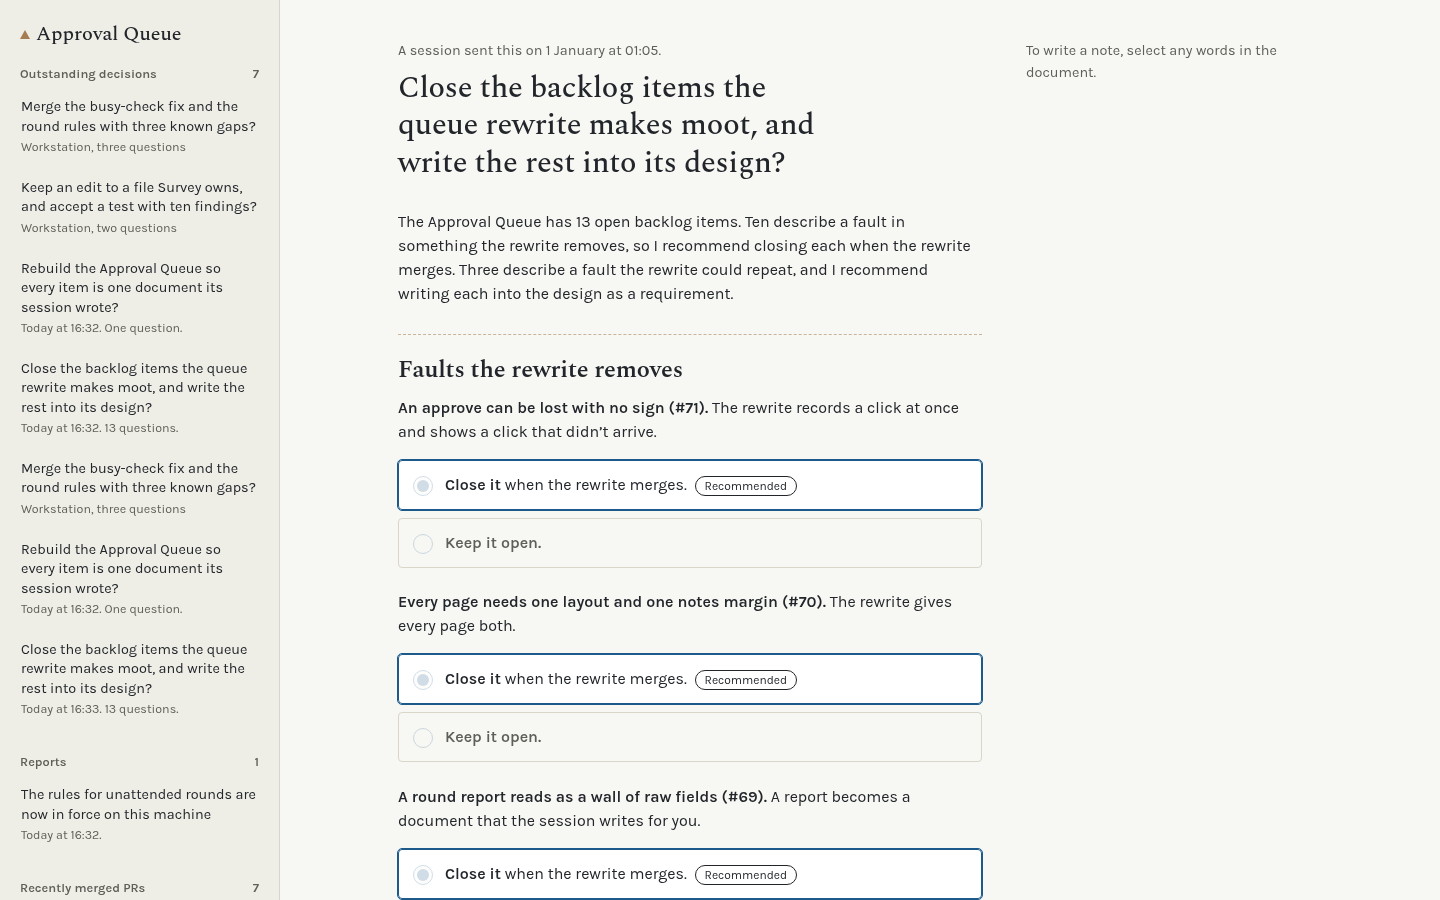 Approval Queue
Outstanding decisions 7
Merge the busy-check fix and the
round rules with three known gaps?
Workstation, three questions
Keep an edit to a file Survey owns,
and accept a test with ten findings?
Workstation, two questions
Rebuild the Approval Queue so
every item is one document its
session wrote?
Today at 16:32. One question.
Close the backlog items the queue
rewrite makes moot, and write the
rest into its design?
Today at 16:32. 13 questions.
Merge the busy-check fix and the
round rules with three known gaps?
Workstation, three questions
Rebuild the Approval Queue so
every item is one document its
session wrote?
Today at 16:32. One question.
Close the backlog items the queue
rewrite makes moot, and write the
rest into its design?
Today at 16:33. 13 questions.
Reports 1
The rules for unattended rounds are
now in force on this machine
Today at 16:32.
Recently merged PRs 7
A session sent this on 1 January at 01:05.
Close the backlog items the
queue rewrite makes moot, and
write the rest into its design?
The Approval Queue has 13 open backlog items. Ten describe a fault in
something the rewrite removes, so I recommend closing each when the rewrite
merges. Three describe a fault the rewrite could repeat, and I recommend
writing each into the design as a requirement.
Faults the rewrite removes
An approve can be lost with no sign (#71). The rewrite records a click at once
and shows a click that didn’t arrive.
Close it when the rewrite merges. Recommended
Keep it open.
Every page needs one layout and one notes margin (#70). The rewrite gives
every page both.
Close it when the rewrite merges. Recommended
Keep it open.
A round report reads as a wall of raw fields (#69). A report becomes a
document that the session writes for you.
Close it when the rewrite merges. Recommended
To write a note, select any words in the
document.